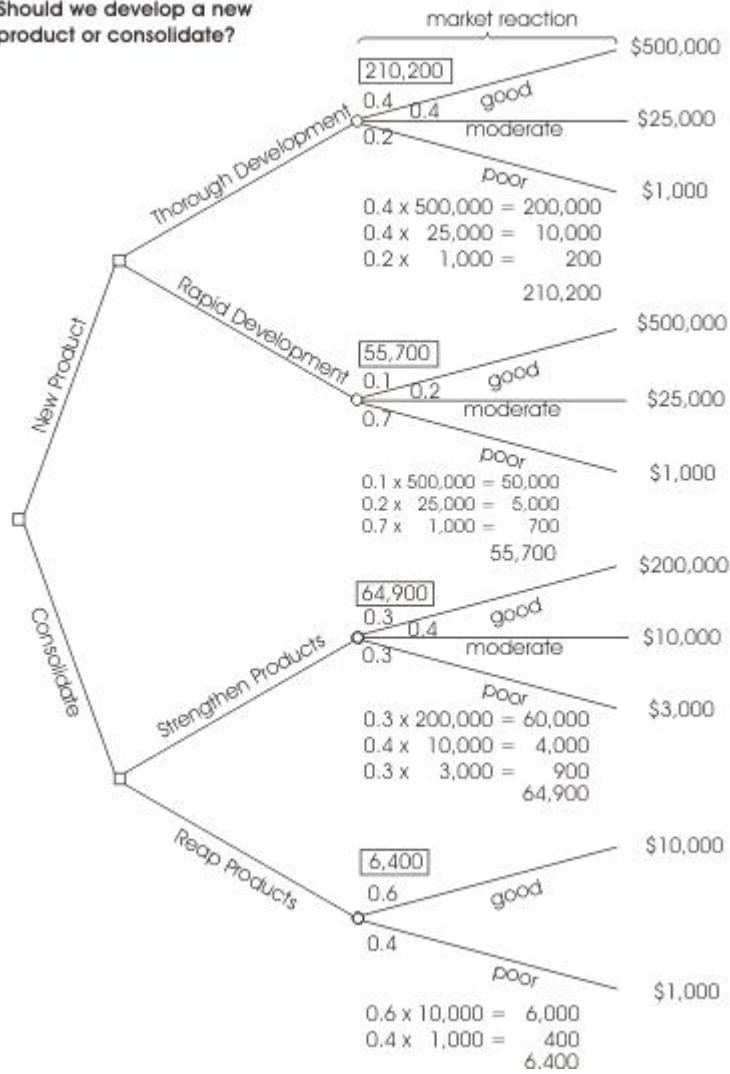 Should we develop a new
product or consolidate?
market reaction
New Product
Consolidate
Thorough Development
210,200
0.4
0.4
0.2
good
moderate
poor
$500,000
$25,000
$1,000
0.4 x 500,000 = 200,000
0.4 x 25,000 = 10,000
0.2 x 1,000 = 200
210,200
Rapid Development
55,700
0.1
0.2
0.7
good
moderate
poor
$500,000
$25,000
$1,000
0.1 x 500,000 = 50,000
0.2 x 25,000 = 5,000
0.7 x 1,000 = 700
55,700
Strengthen Products
64,900
0.3
0.4
0.3
good
moderate
poor
$200,000
$10,000
$3,000
0.3 x 200,000 = 60,000
0.4 x 10,000 = 4,000
0.3 x 3,000 = 900
64,900
Reap Products
6,400
0.6
0.4
good
poor
$10,000
$1,000
0.6 x 10,000 = 6,000
0.4 x 1,000 = 400
6,400